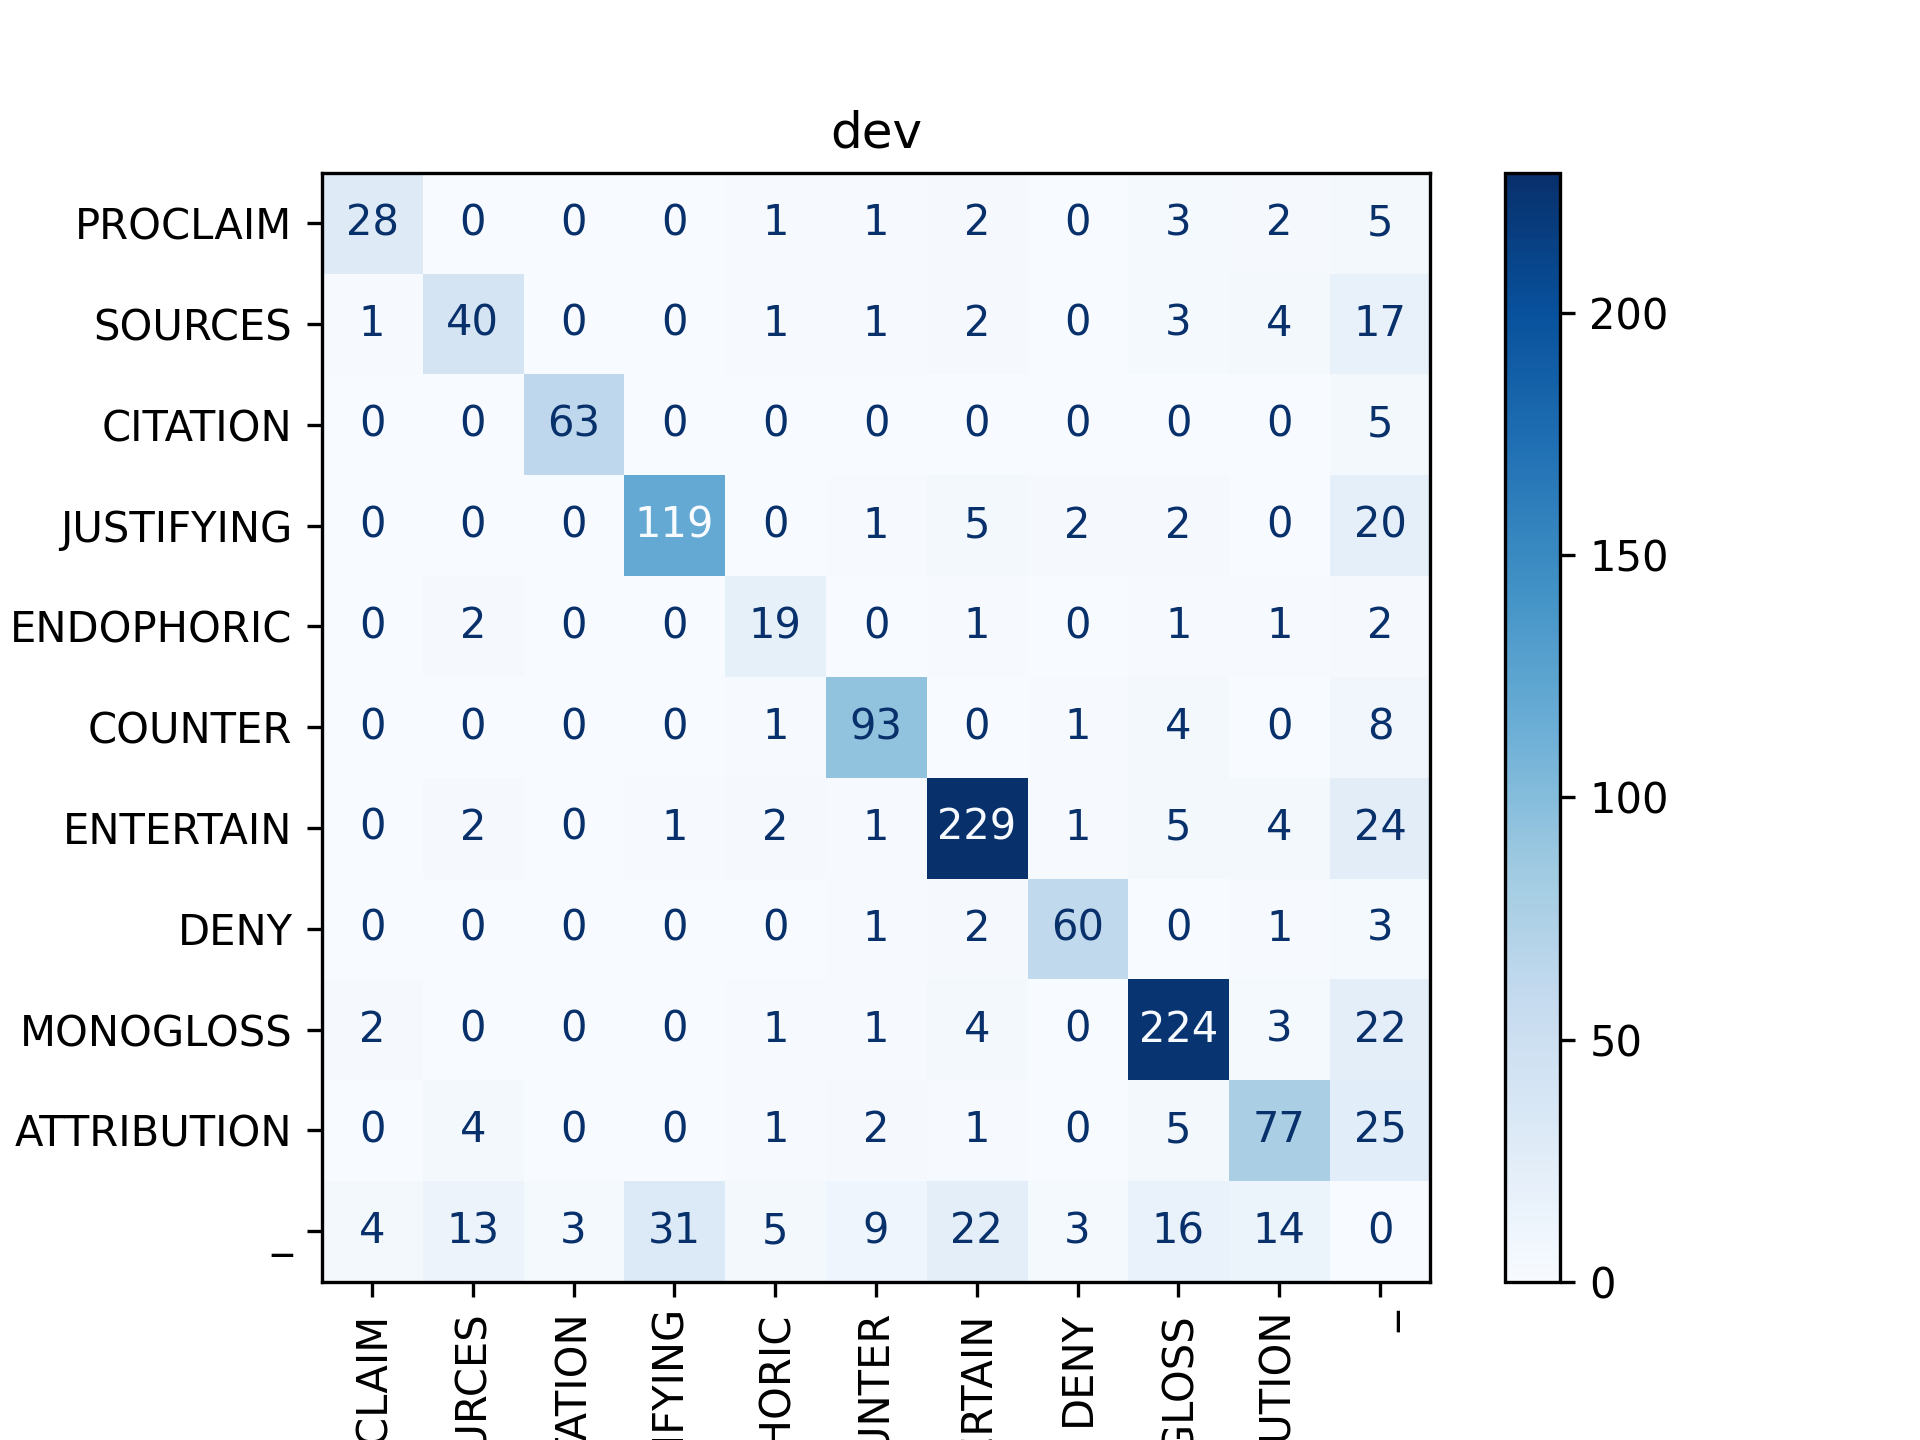 dev
PROCLAIM 28 0 0 0 1 1 2 0 3 2 5
SOURCES 1 40 0 0 1 1 2 0 3 4 17
CITATION 0 0 63 0 0 0 0 0 0 0 5
JUSTIFYING 0 0 0 119 0 1 5 2 2 0 20
ENDOPHORIC 0 2 0 0 19 0 1 0 1 1 2
COUNTER 0 0 0 0 1 93 0 1 4 0 8
ENTERTAIN 0 2 0 1 2 1 229 1 5 4 24
DENY 0 0 0 0 0 1 2 60 0 1 3
MONOGLOSS 2 0 0 0 1 1 4 0 224 3 22
ATTRIBUTION 0 4 0 0 1 2 1 0 5 77 25
_ 4 13 3 31 5 9 22 3 16 14 0
CLAIM
URCES
TATION
IFYING
HORIC
UNTER
ERTAIN
DENY
GLOSS
UTION
_
200
150
100
50
0